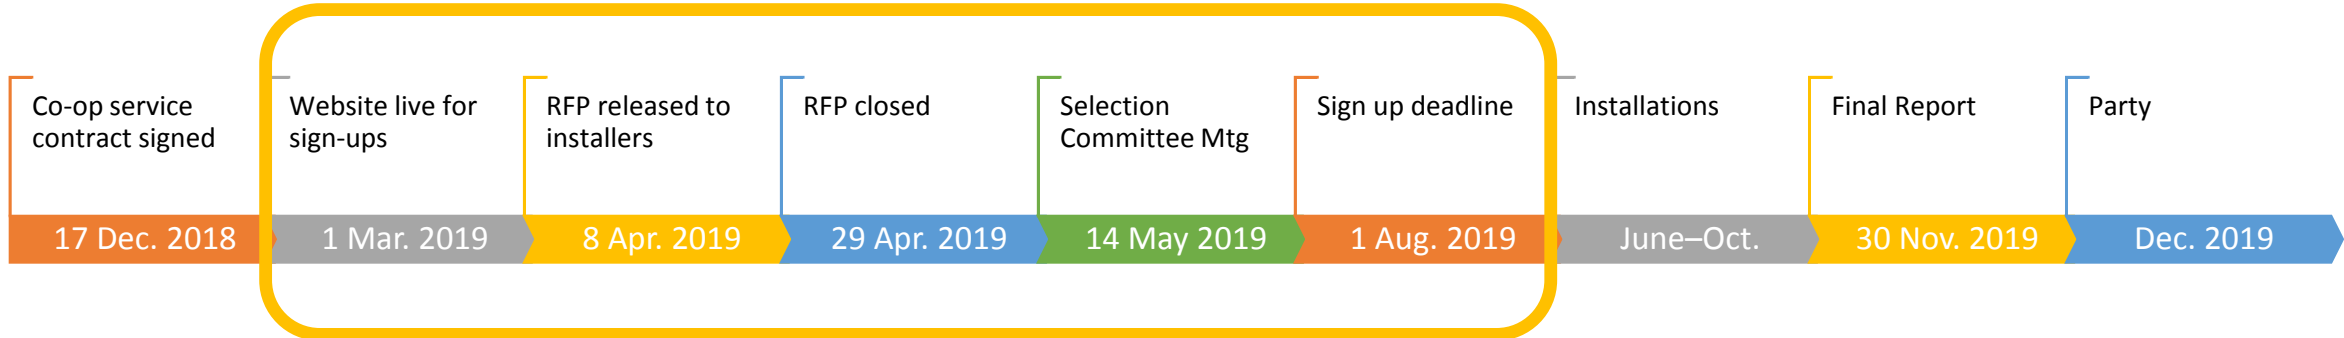 Co-op service
contract signed
Website live for
sign-ups
RFP released to
installers
RFP closed
Selection
Committee Mtg
Sign up deadline
Installations
Final Report
Party
17 Dec. 2018
1 Mar. 2019
8 Apr. 2019
29 Apr. 2019
14 May 2019
1 Aug. 2019
June–Oct.
30 Nov. 2019
Dec. 2019